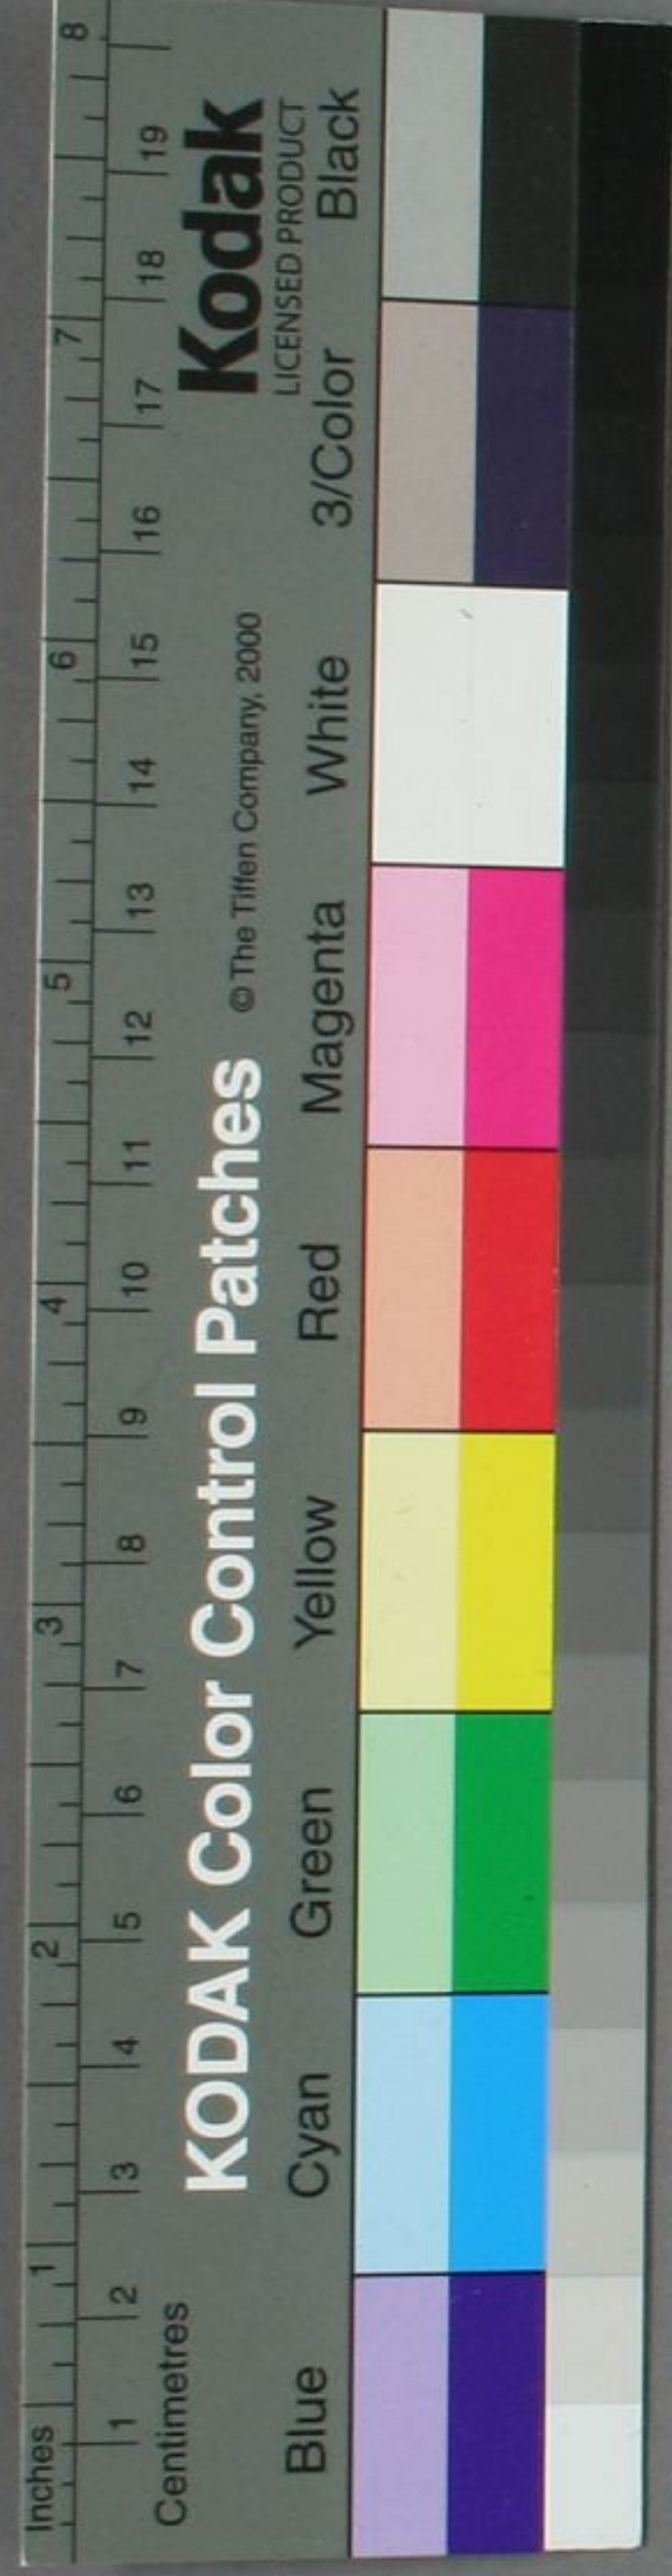 Inches 1 2 3 4 5 6 7 8
Centimetres 1 2 3 4 5 6 7 8 9 10 11 12 13 14 15 16 17 18 19
KODAK Color Control Patches © The Tiffen Company, 2000 Kodak
LICENSED PRODUCT
Blue Cyan Green Yellow Red Magenta White 3/Color Black